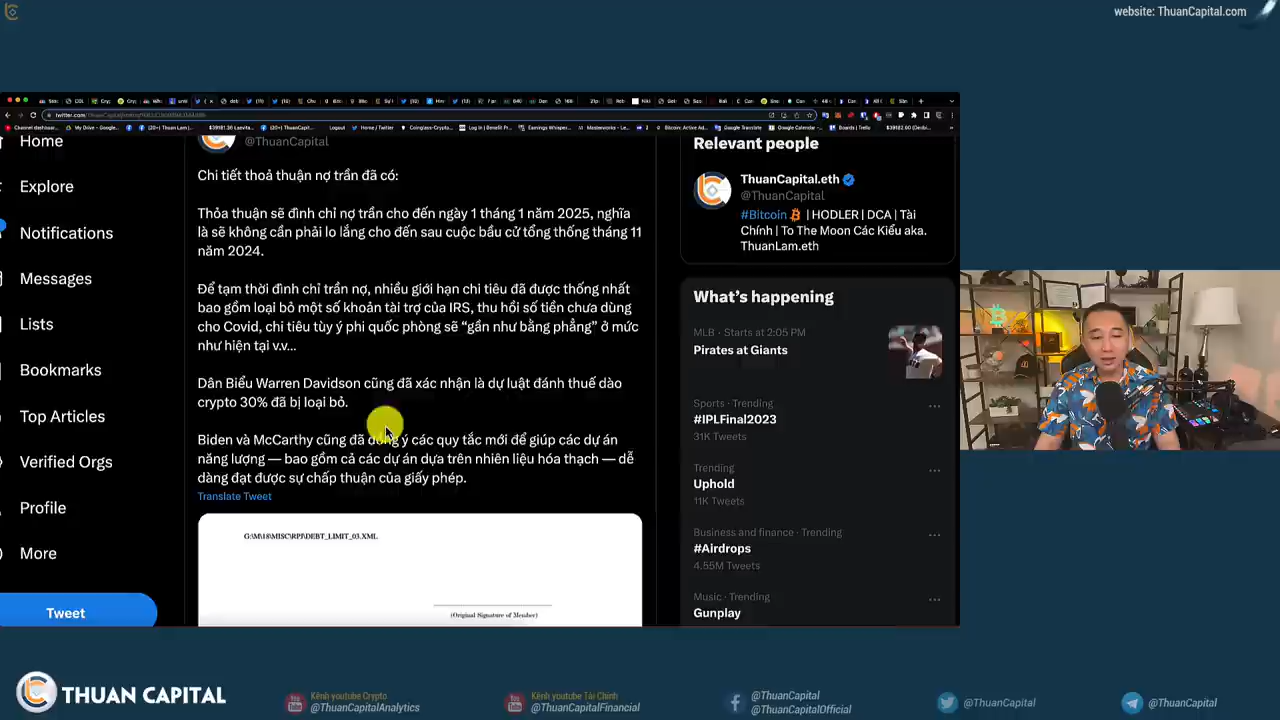 website: ThuanCapital.com
Home
Explore
Notifications
Messages
Lists
Bookmarks
Top Articles
Verified Orgs
Profile
More
Tweet
@ThuanCapital
Chi tiết thoả thuận nợ trần đã có:
Thỏa thuận sẽ đình chỉ nợ trần cho đến ngày 1 tháng 1 năm 2025, nghĩa
là sẽ không cần phải lo lắng cho đến sau cuộc bầu cử tổng thống tháng 11
năm 2024.
Để tạm thời đình chỉ trần nợ, nhiều giới hạn chi tiêu đã được thống nhất
bao gồm loại bỏ một số khoản tài trợ của IRS, thu hồi số tiền chưa dùng
cho Covid, chi tiêu tùy ý phi quốc phòng sẽ “gần như bằng phẳng” ở mức
như hiện tại v.v...
Dân Biểu Warren Davidson cũng đã xác nhận là dự luật đánh thuế đào
crypto 30% đã bị loại bỏ.
Biden và McCarthy cũng đã đồng ý các quy tắc mới để giúp các dự án
năng lượng — bao gồm cả các dự án dựa trên nhiên liệu hóa thạch — dễ
dàng đạt được sự chấp thuận của giấy phép.
Translate Tweet
G:\M\18\MISC\RPJ\DEBT_LIMIT_03.XML
(Original Signature of Member)
Relevant people
ThuanCapital.eth
@ThuanCapital
#Bitcoin | HODLER | DCA | Tài
Chính | To The Moon Các Kiểu aka.
ThuanLam.eth
What's happening
MLB · Starts at 2:05 PM
Pirates at Giants
Sports · Trending
#IPLFinal2023
31K Tweets
Trending
Uphold
11K Tweets
Business and finance · Trending
#Airdrops
4.55M Tweets
Music · Trending
Gunplay
THUAN CAPITAL
Kênh youtube Crypto
@ThuanCapitalAnalytics
Kênh youtube Tài Chính
@ThuanCapitalFinancial
@ThuanCapital
@ThuanCapitalOfficial
@ThuanCapital
@ThuanCapital